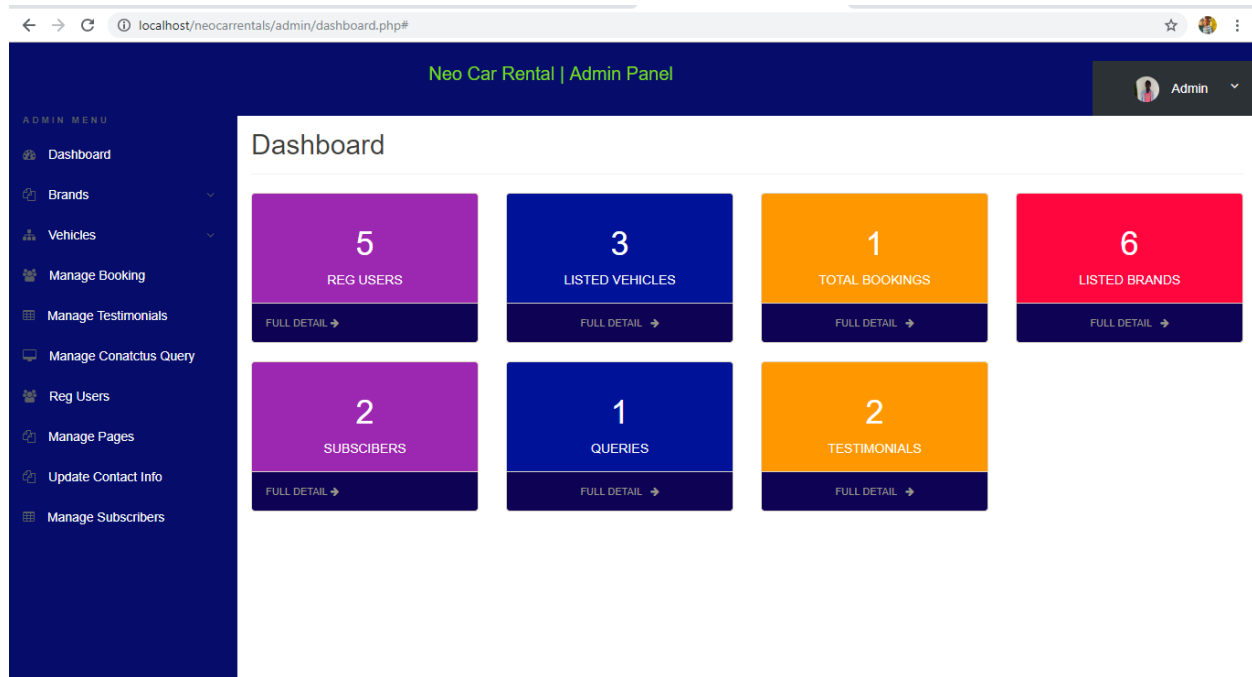 localhost/neocarrentals/admin/dashboard.php#
Neo Car Rental | Admin Panel
Admin
ADMIN MENU
Dashboard
Brands
Vehicles
Manage Booking
Manage Testimonials
Manage Conatctus Query
Reg Users
Manage Pages
Update Contact Info
Manage Subscribers
Dashboard
5
REG USERS
FULL DETAIL
3
LISTED VEHICLES
FULL DETAIL
1
TOTAL BOOKINGS
FULL DETAIL
6
LISTED BRANDS
FULL DETAIL
2
SUBSCIBERS
FULL DETAIL
1
QUERIES
FULL DETAIL
2
TESTIMONIALS
FULL DETAIL